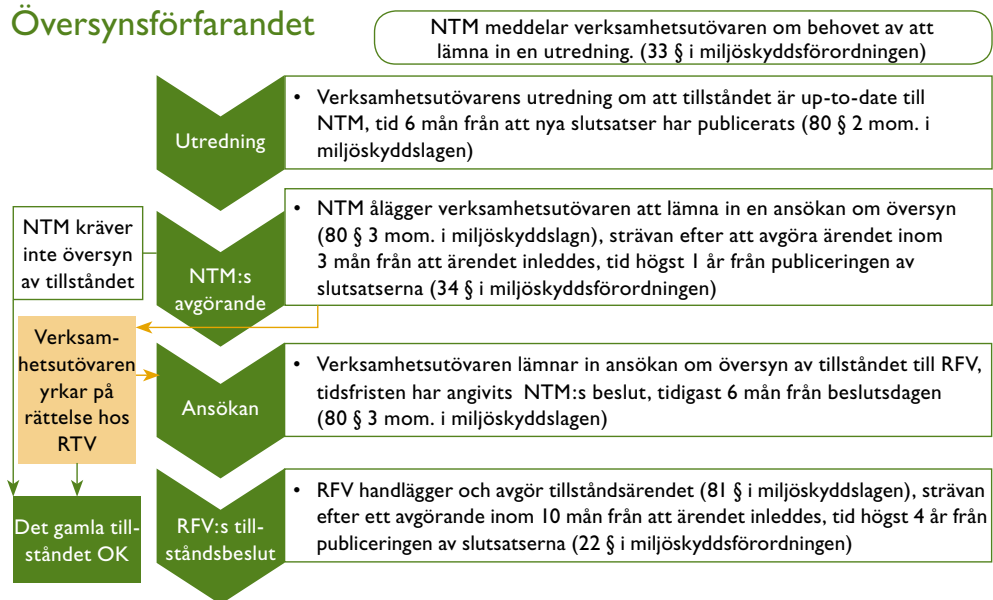 Översynsförfarandet
NTM meddelar verksamhetsutövaren om behovet av att
lämna in en utredning. (33 § i miljöskyddsförordningen)
Utredning
• Verksamhetsutövarens utredning om att tillståndet är up-to-date till
NTM, tid 6 mån från att nya slutsatser har publicerats (80 § 2 mom. i
miljöskyddslagen)
NTM kräver
inte översyn
av tillståndet
NTM:s
avgörande
• NTM ålägger verksamhetsutövaren att lämna in en ansökan om översyn
(80 § 3 mom. i miljöskyddslagn), strävan efter att avgöra ärendet inom
3 mån från att ärendet inleddes, tid högst 1 år från publiceringen av
slutsatserna (34 § i miljöskyddsförordningen)
Verksam-
hetsutövaren
yrkar på
rättelse hos
RTV
Ansökan
• Verksamhetsutövaren lämnar in ansökan om översyn av tillståndet till RFV,
tidsfristen har angivits NTM:s beslut, tidigast 6 mån från beslutsdagen
(80 § 3 mom. i miljöskyddslagen)
Det gamla till-
ståndet OK
RFV:s till-
ståndsbeslut
• RFV handlägger och avgör tillståndsärendet (81 § i miljöskyddslagen), strävan
efter ett avgörande inom 10 mån från att ärendet inleddes, tid högst 4 år från
publiceringen av slutsatserna (22 § i miljöskyddsförordningen)